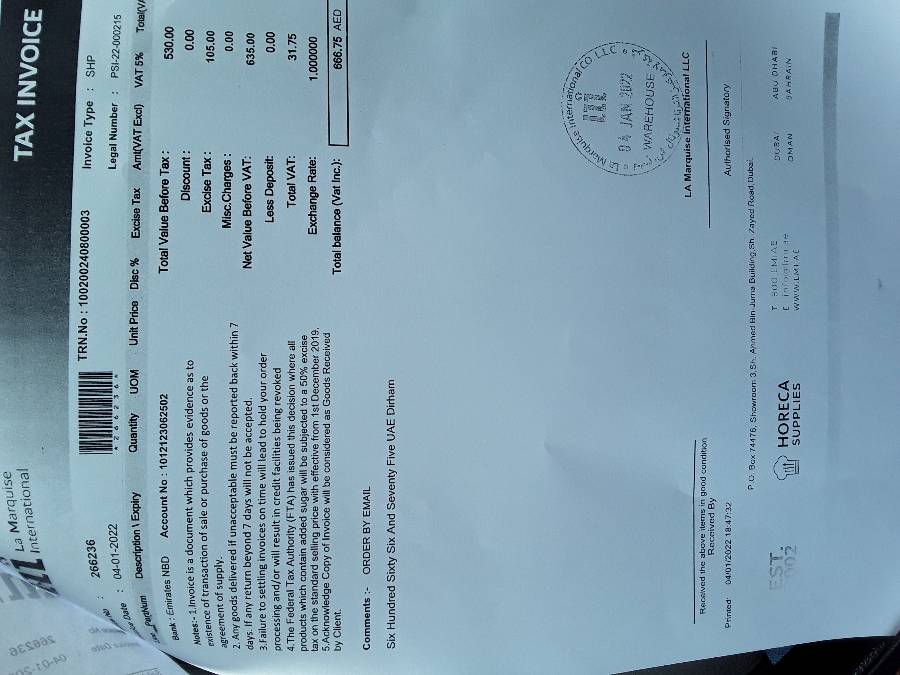 La Marquise
International
TAX INVOICE
266236
*266236*
TRN.No : 100200240800003
Invoice Type : SHP
Date : 04-01-2022
Legal Number : PSI-22-000215
PartNum Description \ Expiry Quantity UOM Unit Price Disc % Excise Tax Amt(VAT Excl) VAT 5% Total(VA
Bank : Emirates NBD Account No : 1012123062502
Total Value Before Tax : 530.00
Discount : 0.00
Excise Tax : 105.00
Misc.Charges : 0.00
Net Value Before VAT: 635.00
Less Deposit: 0.00
Total VAT: 31.75
Exchange Rate: 1.000000
Total balance (Vat Inc.): 666.75 AED
Notes:- 1.Invoice is a document which provides evidence as to
existence of transaction of sale or purchase of goods or the
agreement of supply.
2. Any goods delivered if unacceptable must be reported back within 7
days. If any return beyond 7 days will not be accepted.
3.Failure to settling invoices on time will lead to hold your order
processing and/or will result in credit facilities being revoked
4.The Federal Tax Authority (FTA) has issued this decision where all
products which contain added sugar will be subjected to a 50% excise
tax on the standard selling price with effective from 1st December 2019.
5.Acknowledge Copy of Invoice will be considered as Goods Received
by Client.
Comments :- ORDER BY EMAIL
Six Hundred Sixty Six And Seventy Five UAE Dirham
Marquise International CO. LLC
04 JAN 2022
WAREHOUSE
LA Marquise International LLC
Received the above items in good condition
Received By
Authorised Signatory
Printed: 04/01/2022 18:47:32
P.O. Box 74476, Showroom 3,Sh. Ahmed Bin Juma Building,Sh. Zayed Road, Dubai.
EST.
HORECA
SUPPLIES
T 800 LMI AE
WWW.LMI.AE
DUBAI
OMAN
ABU DHABI
BAHRAIN
266236